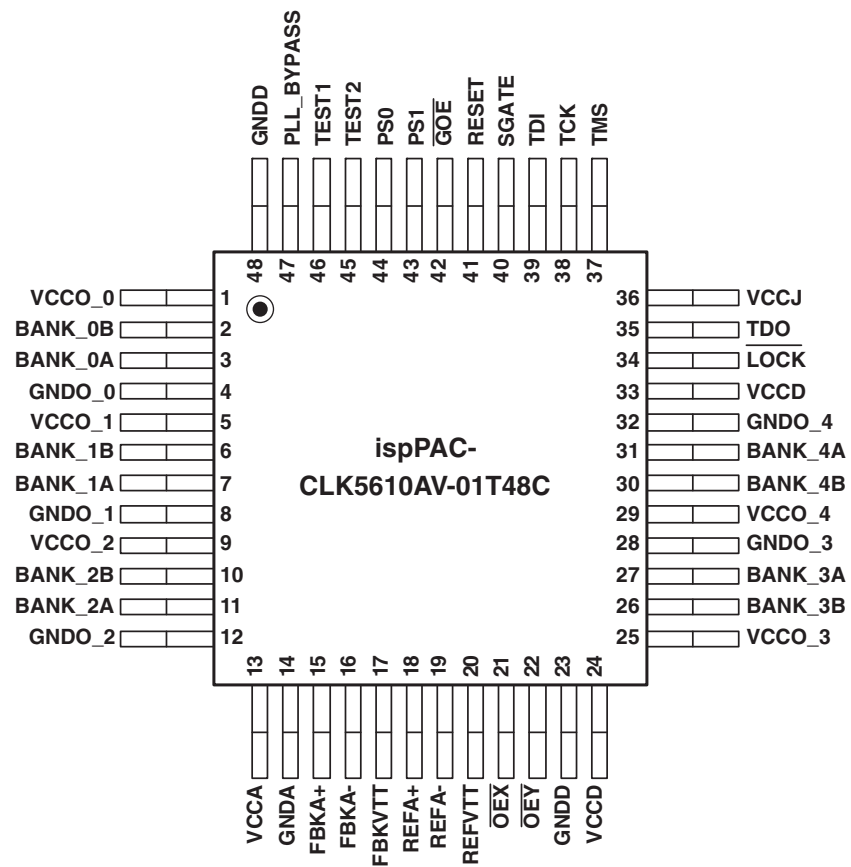 GNDD
PLL_BYPASS
TEST1
TEST2
PS0
PS1
GOE
RESET
SGATE
TDI
TCK
TMS
48
47
46
45
44
43
42
41
40
39
38
37
VCCO_0 1
BANK_0B 2
BANK_0A 3
GNDO_0 4
VCCO_1 5
BANK_1B 6
BANK_1A 7
GNDO_1 8
VCCO_2 9
BANK_2B 10
BANK_2A 11
GNDO_2 12
ispPAC-
CLK5610AV-01T48C
36 VCCJ
35 TDO
34 LOCK
33 VCCD
32 GNDO_4
31 BANK_4A
30 BANK_4B
29 VCCO_4
28 GNDO_3
27 BANK_3A
26 BANK_3B
25 VCCO_3
13
14
15
16
17
18
19
20
21
22
23
24
VCCA
GNDA
FBKA+
FBKA-
FBKVTT
REFA+
REFA-
REFVTT
OEX
OEY
GNDD
VCCD